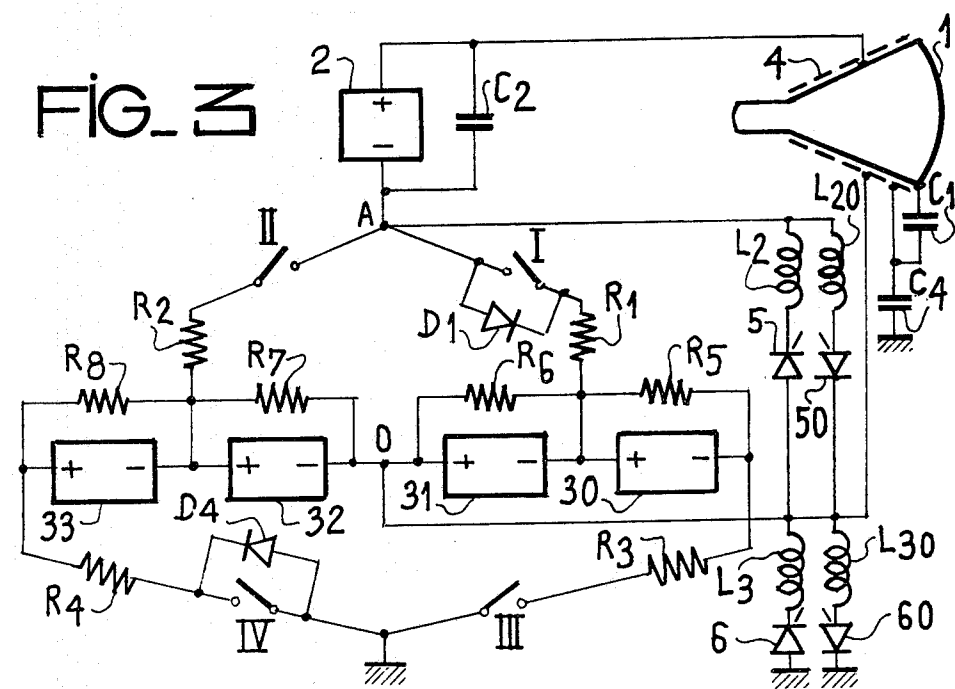 FIG_3
2
+
−
C2
4
1
A
II
I
L20
C1
L2
C4
R2
D1
R1
5
50
R8
R7
R6
R5
O
+ −
+ −
+ −
+ −
33
D4
32
31
30
R3
L3
L30
R4
IV
III
6
60